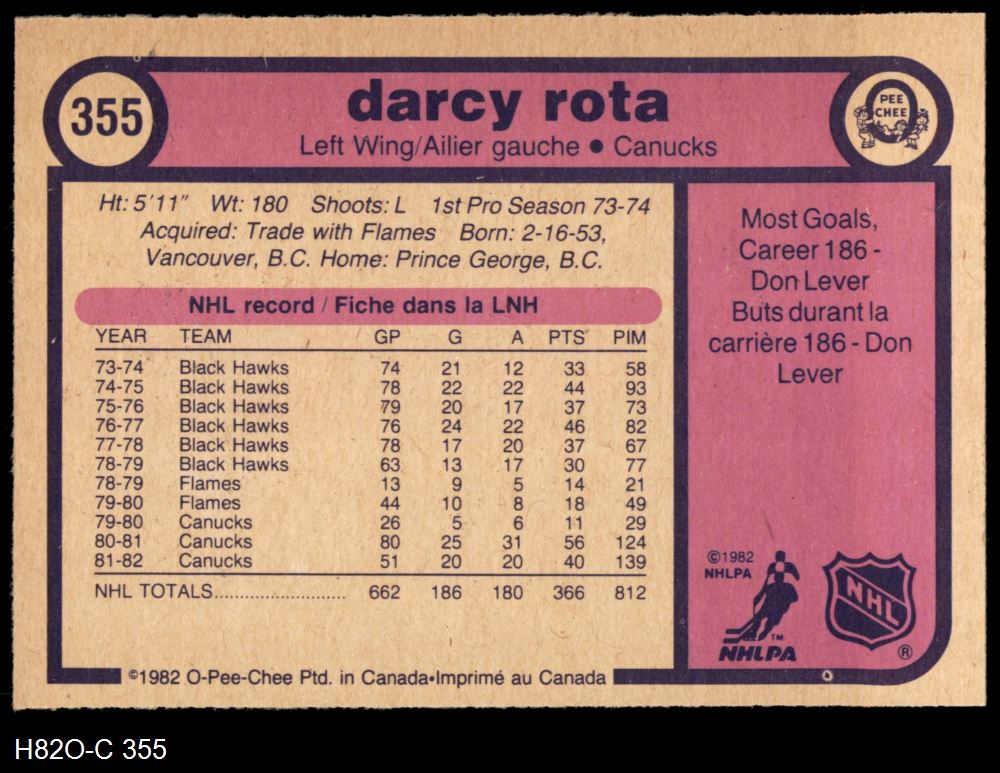 355
darcy rota
PEE
CHEE
Left Wing/Ailier gauche ● Canucks
Ht: 5'11" Wt: 180 Shoots: L 1st Pro Season 73-74
Acquired: Trade with Flames Born: 2-16-53,
Vancouver, B.C. Home: Prince George, B.C.
NHL record / Fiche dans la LNH
YEAR TEAM GP G A PTS PIM
73-74 Black Hawks 74 21 12 33 58
74-75 Black Hawks 78 22 22 44 93
75-76 Black Hawks 79 20 17 37 73
76-77 Black Hawks 76 24 22 46 82
77-78 Black Hawks 78 17 20 37 67
78-79 Black Hawks 63 13 17 30 77
78-79 Flames 13 9 5 14 21
79-80 Flames 44 10 8 18 49
79-80 Canucks 26 5 6 11 29
80-81 Canucks 80 25 31 56 124
81-82 Canucks 51 20 20 40 139
NHL TOTALS....................... 662 186 180 366 812
Most Goals,
Career 186 -
Don Lever
Buts durant la
carrière 186 - Don
Lever
©1982
NHLPA
TM
NHLPA
NHL
®
©1982 O-Pee-Chee Ptd. in Canada•Imprimé au Canada
H82O-C 355